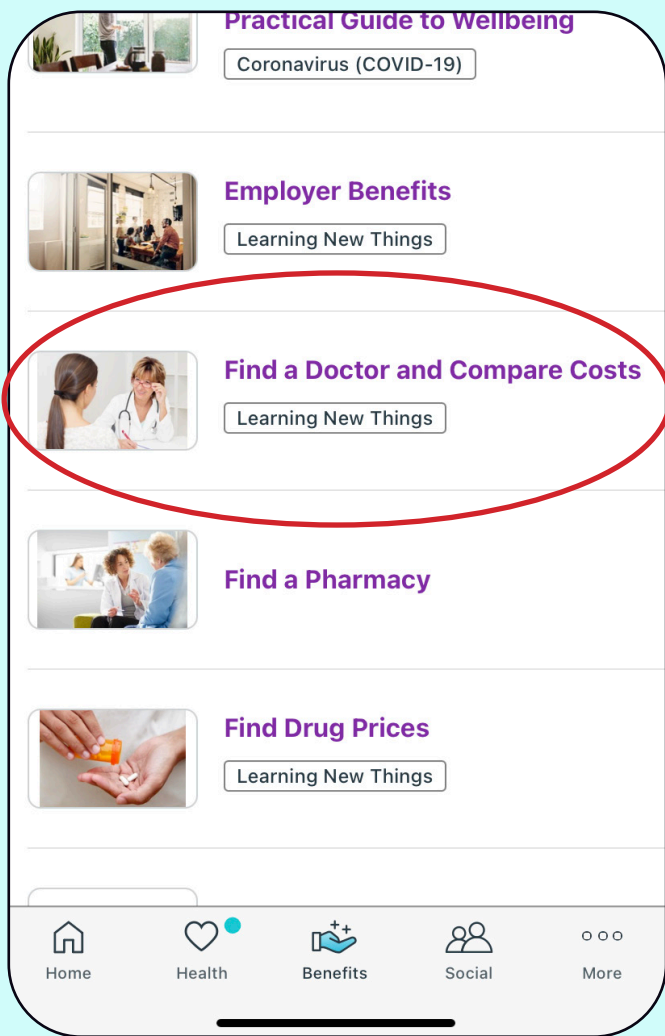 Practical Guide to Wellbeing
Coronavirus (COVID-19)
Employer Benefits
Learning New Things
Find a Doctor and Compare Costs
Learning New Things
Find a Pharmacy
Find Drug Prices
Learning New Things
Home
Health
Benefits
Social
More